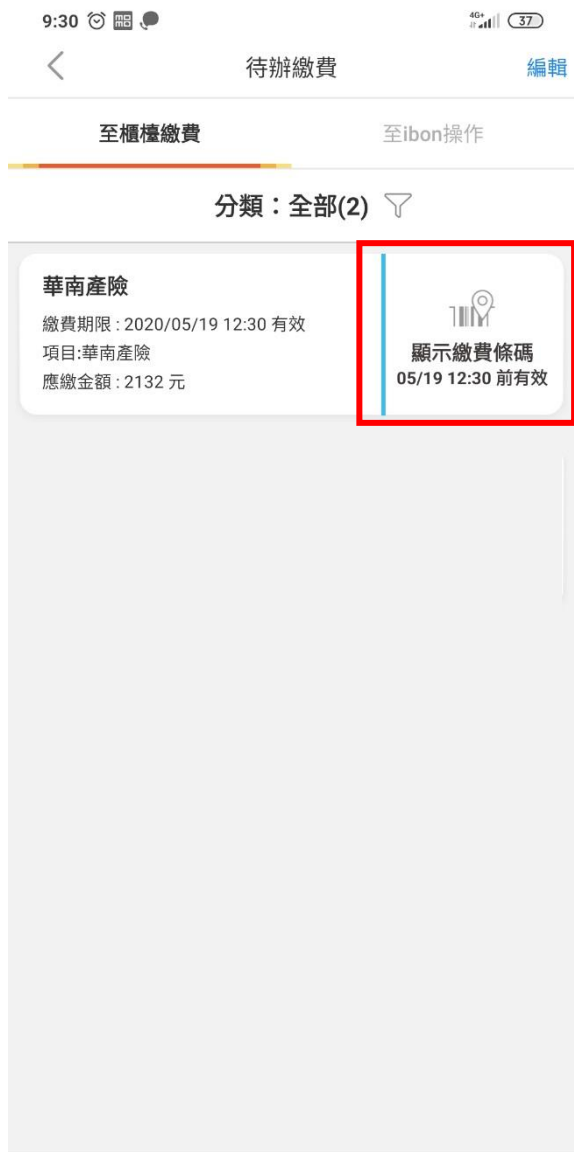 9:30
4G+
37
待辦繳費
編輯
至櫃檯繳費
至ibon操作
分類：全部(2)
華南產險
繳費期限 : 2020/05/19 12:30 有效
項目:華南產險
應繳金額 : 2132 元
顯示繳費條碼
05/19 12:30 前有效